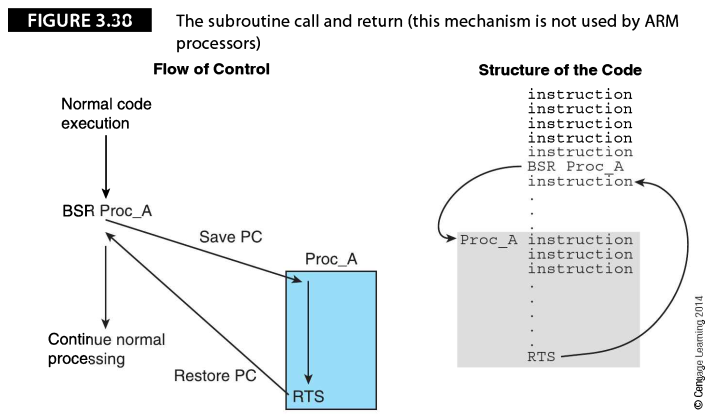 FIGURE 3.38
The subroutine call and return (this mechanism is not used by ARM
processors)
Flow of Control
Normal code
execution
BSR Proc_A
Save PC
Proc_A
Continue normal
processing
Restore PC
RTS
Structure of the Code
instruction
instruction
instruction
instruction
instruction
BSR Proc_A
instruction
.
.
.
Proc_A instruction
instruction
instruction
.
.
.
.
.
RTS
© Cengage Learning 2014